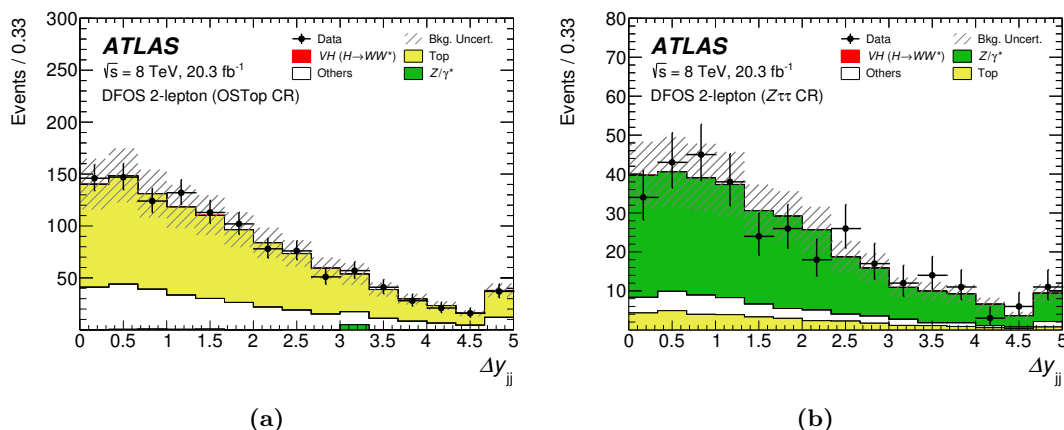 Events / 0.33
300
250
200
150
100
50
ATLAS
√s = 8 TeV, 20.3 fb⁻¹
DFOS 2-lepton (OSTop CR)
Data
Bkg. Uncert.
VH (H→WW*)
Top
Others
Z/γ*
0 0.5 1 1.5 2 2.5 3 3.5 4 4.5 5
Δy_jj
(a)
Events / 0.33
80
70
60
50
40
30
20
10
ATLAS
√s = 8 TeV, 20.3 fb⁻¹
DFOS 2-lepton (Zττ CR)
Data
Bkg. Uncert.
VH (H→WW*)
Z/γ*
Others
Top
0 0.5 1 1.5 2 2.5 3 3.5 4 4.5 5
Δy_jj
(b)